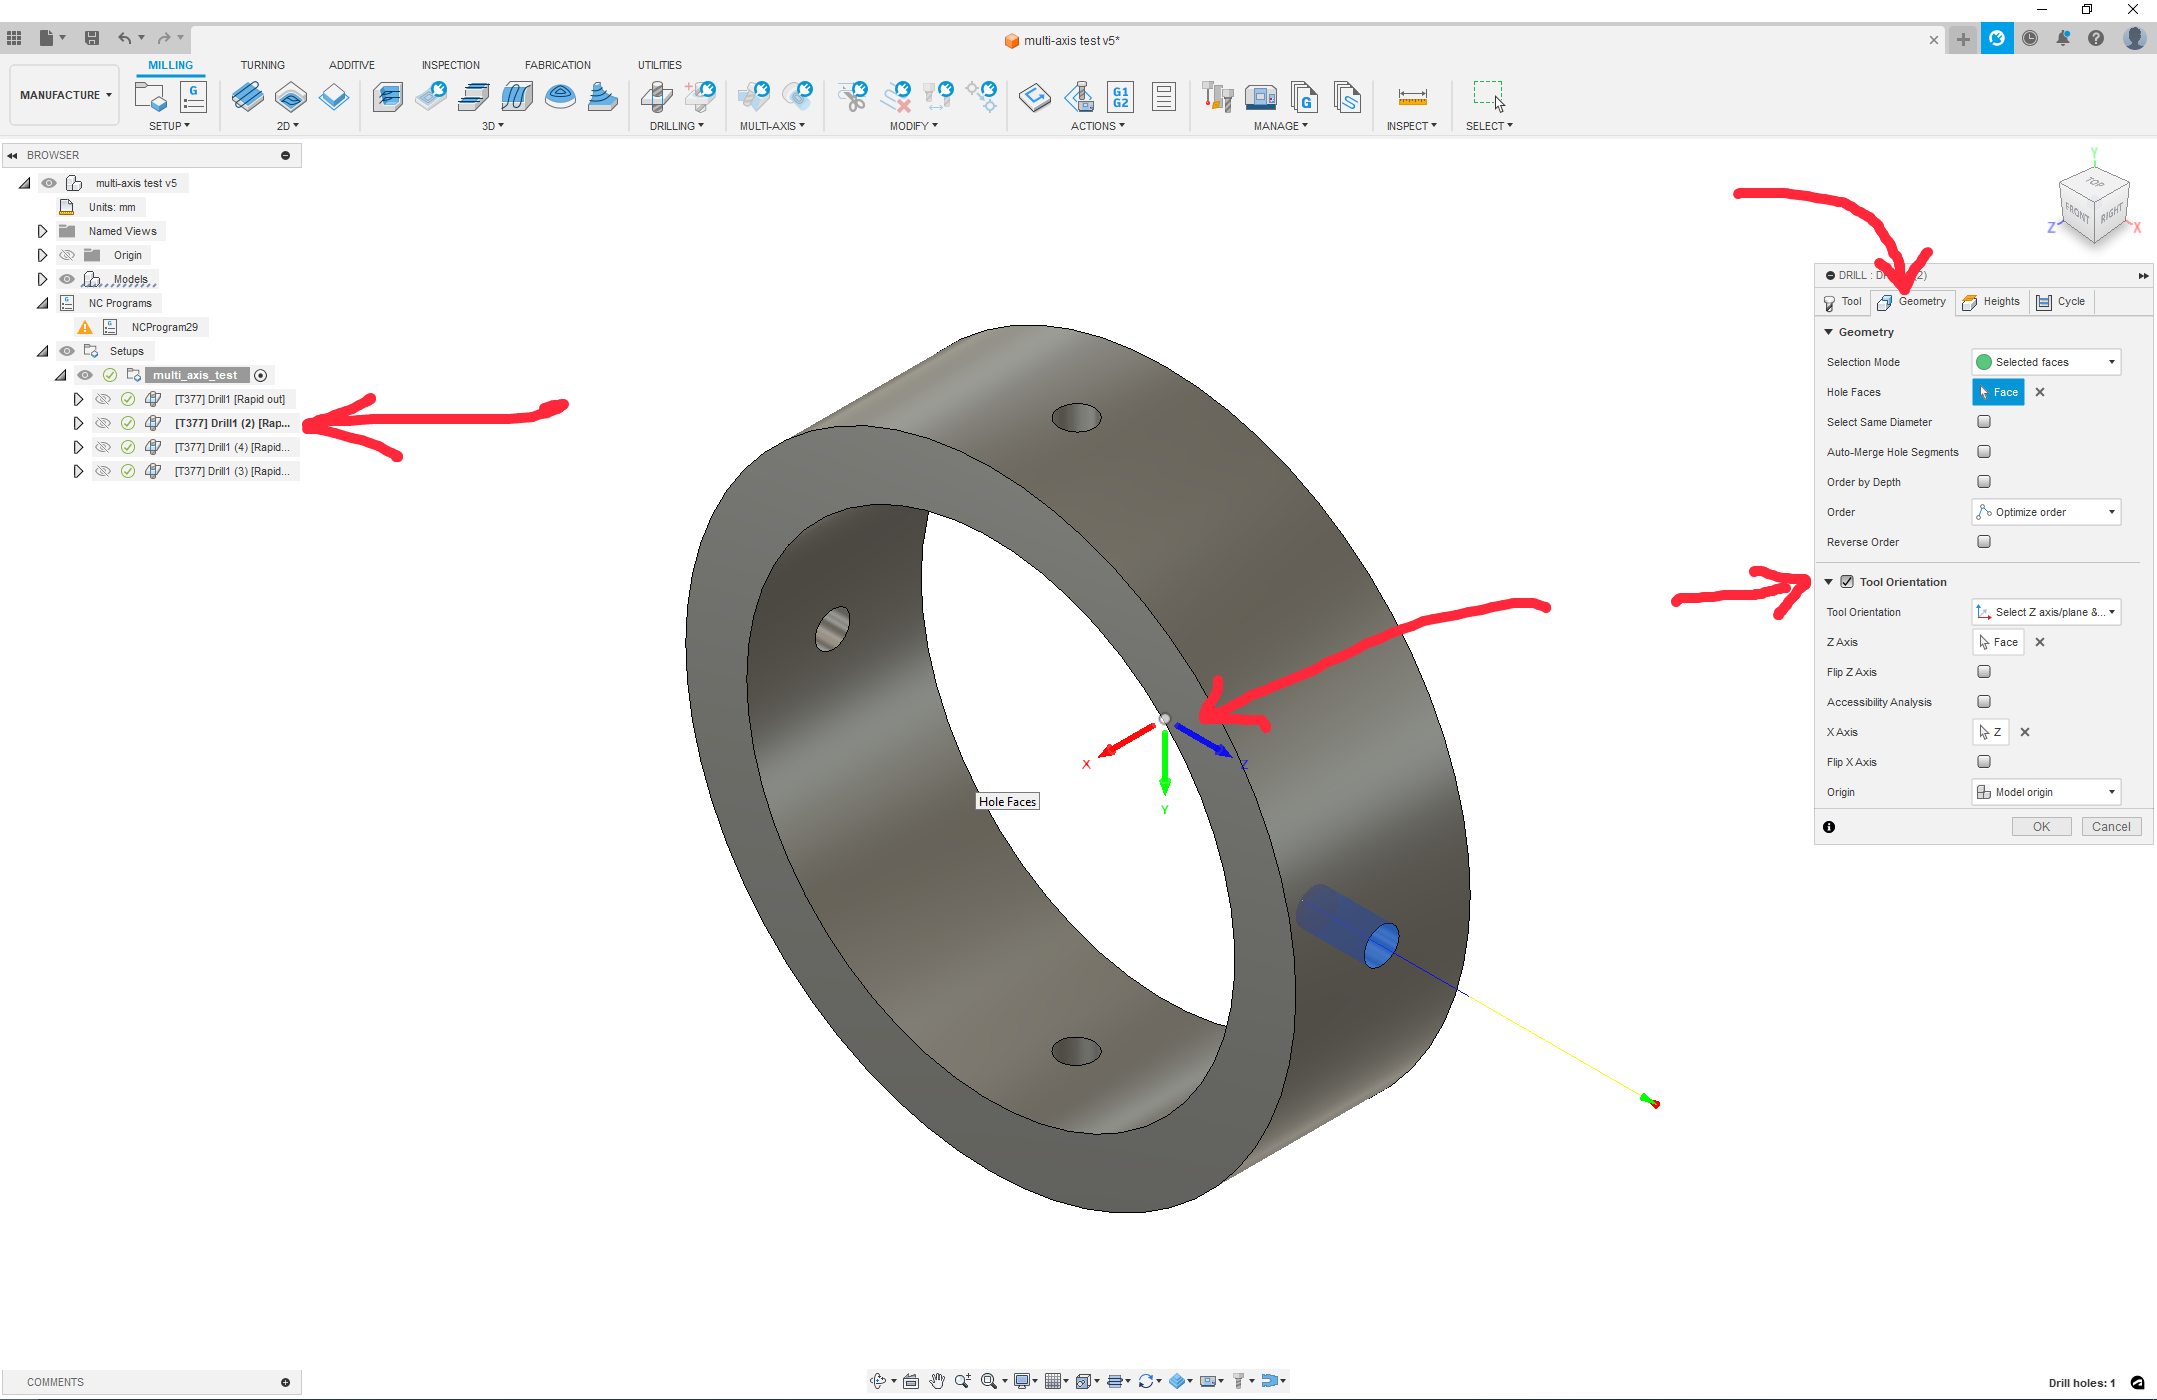 multi-axis test v5*
MANUFACTURE
MILLING
TURNING
ADDITIVE
INSPECTION
FABRICATION
UTILITIES
G
G1
G2
G
SETUP
2D
3D
DRILLING
MULTI-AXIS
MODIFY
ACTIONS
MANAGE
INSPECT
SELECT
BROWSER
multi-axis test v5
Units: mm
Named Views
Origin
Models
NC Programs
NCProgram29
Setups
multi_axis_test
[T377] Drill1 [Rapid out]
[T377] Drill1 (2) [Rap...
[T377] Drill1 (4) [Rapid...
[T377] Drill1 (3) [Rapid...
Y
TOP
FRONT
RIGHT
Z
X
X
Y
Z
Hole Faces
DRILL : D 2)
Tool
Geometry
Heights
Cycle
Geometry
Selection Mode
Selected faces
Hole Faces
Face
Select Same Diameter
Auto-Merge Hole Segments
Order by Depth
Order
Optimize order
Reverse Order
Tool Orientation
Tool Orientation
Select Z axis/plane &...
Z Axis
Face
Flip Z Axis
Accessibility Analysis
X Axis
Z
Flip X Axis
Origin
Model origin
OK
Cancel
COMMENTS
Drill holes: 1